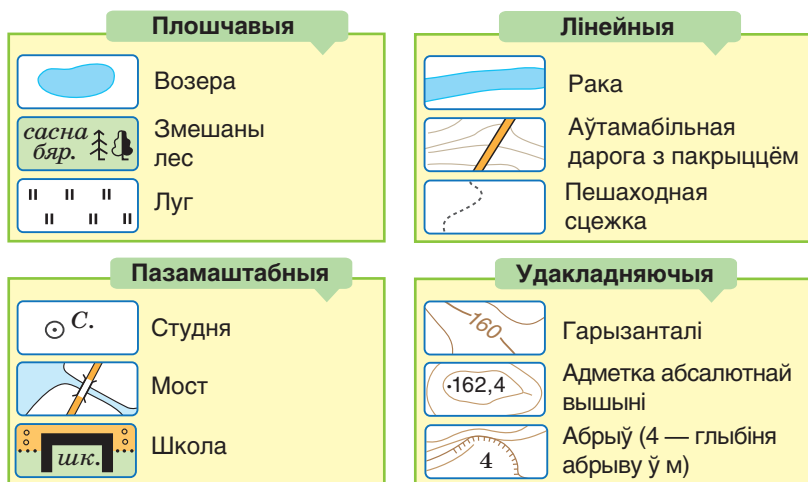 Плошчавыя
Возера
сасна
бяр.
Змешаны
лес
Луг
Лінейныя
Рака
Аўтамабільная
дарога з пакрыццём
Пешаходная
сцежка
Пазамаштабныя
С.
Студня
Мост
шк.
Школа
Удакладняючыя
160
Гарызанталі
162,4
Адметка абсалютнай
вышыні
4
Абрыў (4 — глыбіня
абрыву ў м)